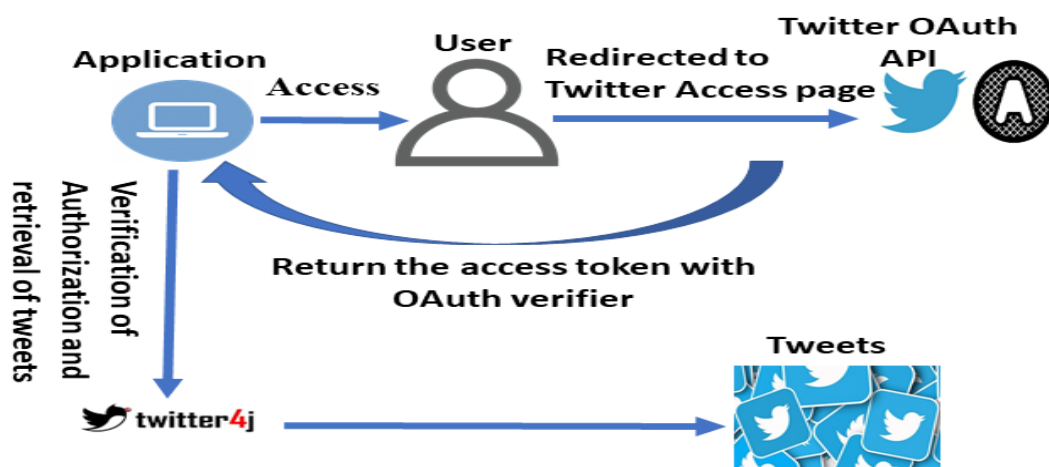 Application
Access
User
Redirected to
Twitter Access page
Twitter OAuth
API
A
Return the access token with
OAuth verifier
Verification of
Authorization and
retrieval of tweets
twitter4j
Tweets